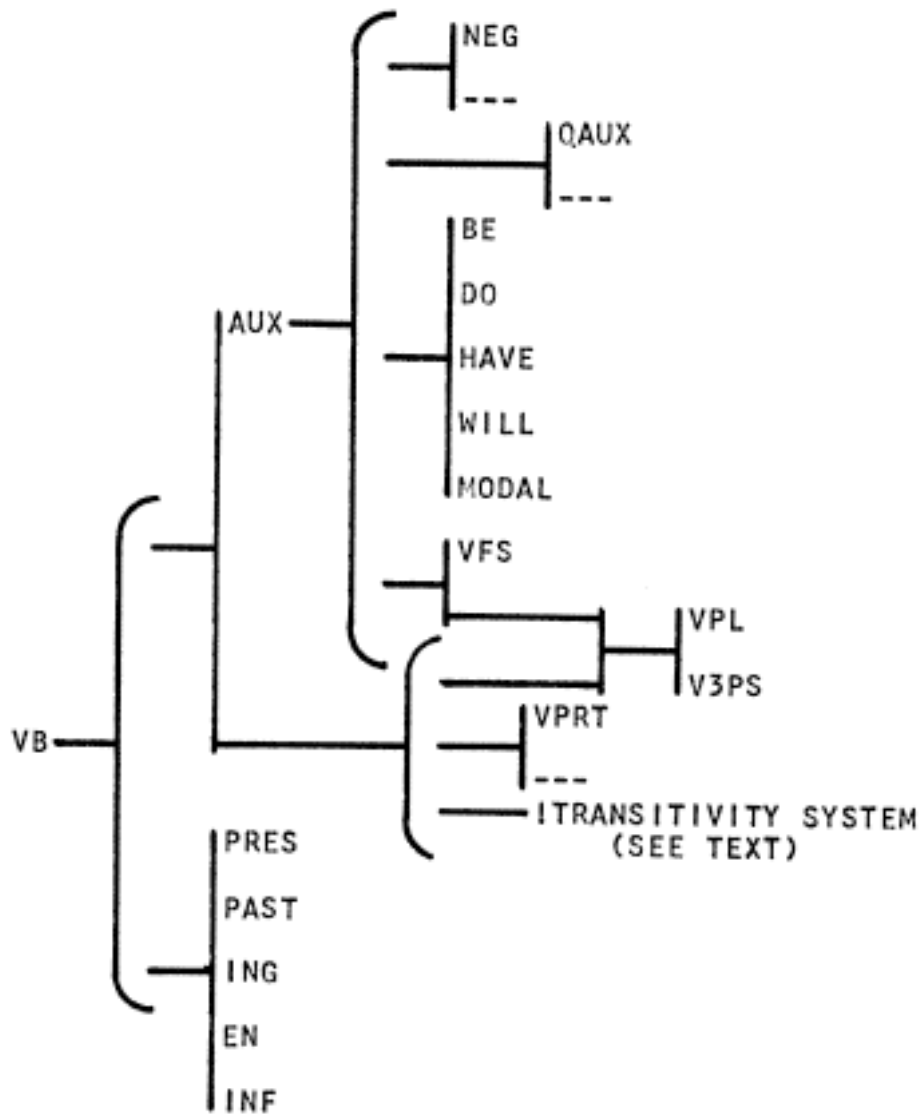 NEG
---
QAUX
---
BE
DO
AUX
HAVE
WILL
MODAL
VFS
VPL
V3PS
VPRT
VB
---
!TRANSITIVITY SYSTEM
(SEE TEXT)
PRES
PAST
ING
EN
INF